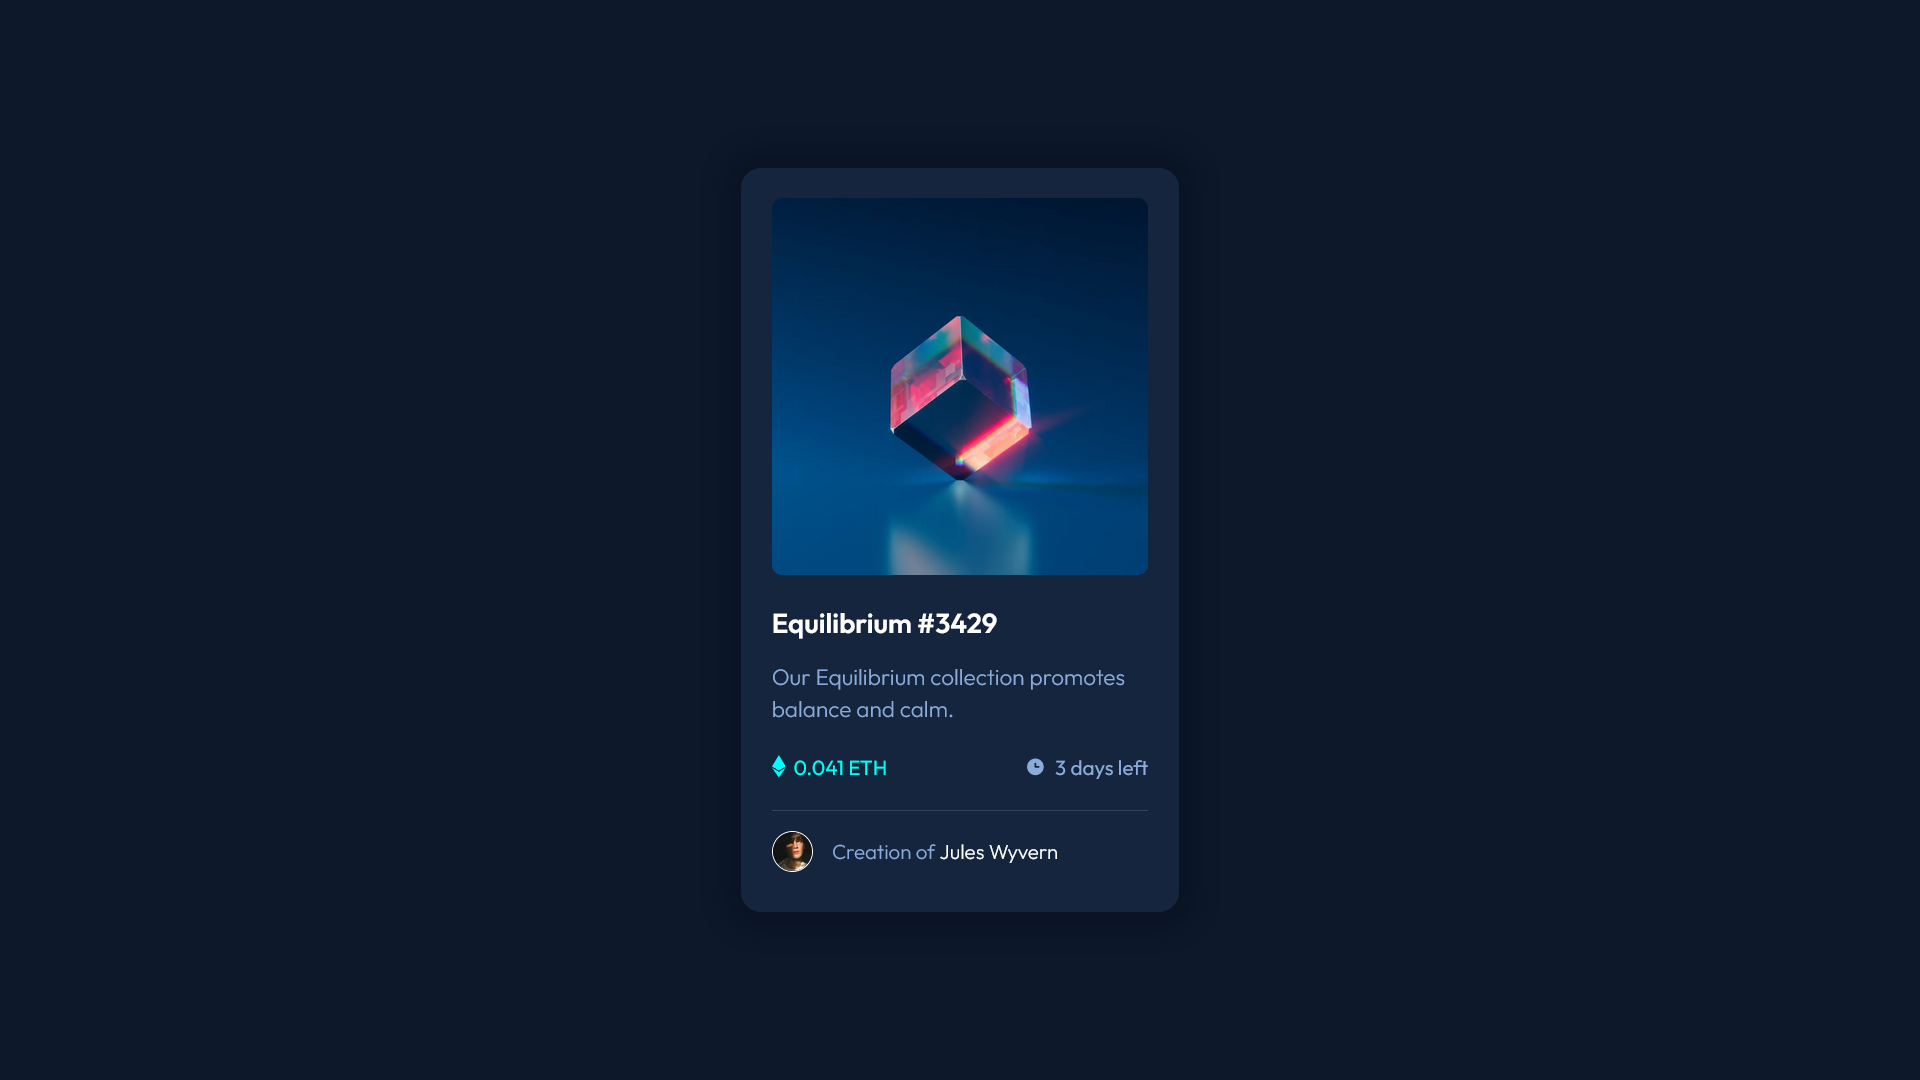 Equilibrium #3429
Our Equilibrium collection promotes
balance and calm.
0.041 ETH
3 days left
Creation of Jules Wyvern